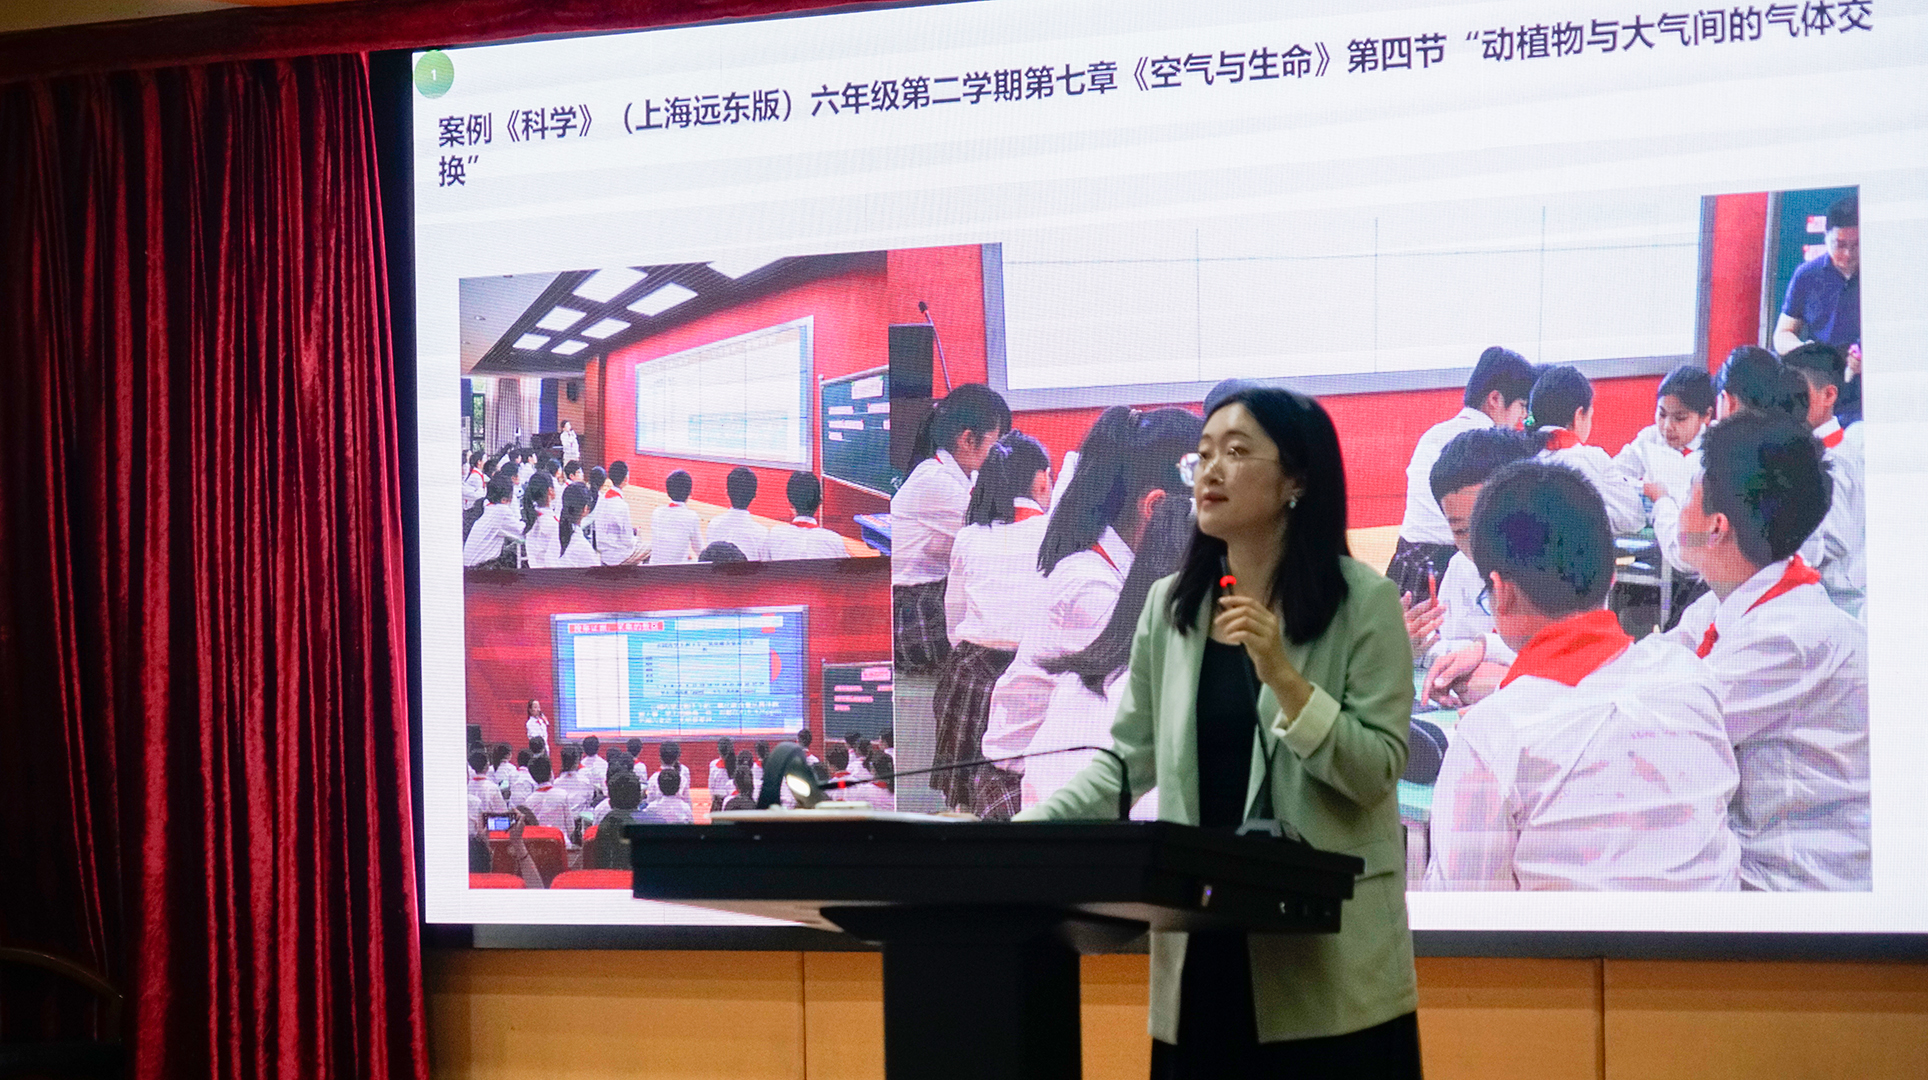 1
案例《科学》（上海远东版）六年级第二学期第七章《空气与生命》第四节“动植物与大气间的气体交
换”